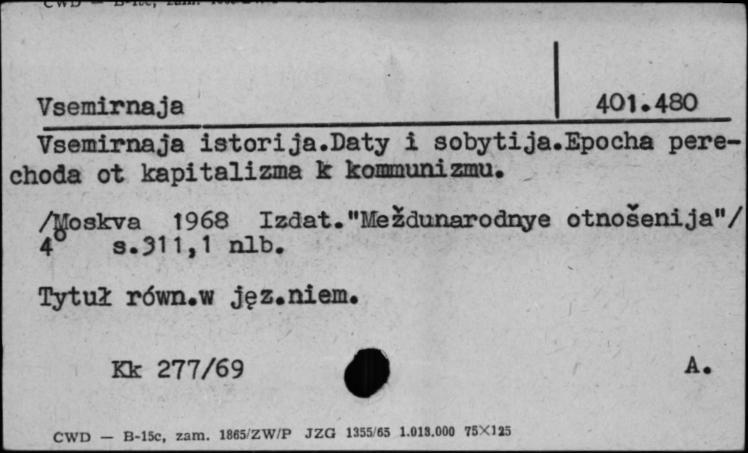 Vsemirnaja 401.480
Vsemirnaja istorija.Daty i sobytija.Epocha pere-
choda ot kapitalizma k kommunizmu.
/Moskva 1968 Izdat."Meždunarodnye otnošenija"/
4° s.311,1 nlb.
Tytuł równ.w jęz.niem.
Kk 277/69 A.
CWD — B-15c, zam. 1865/ZW/P JZG 1355/65 1.018.000 75×125